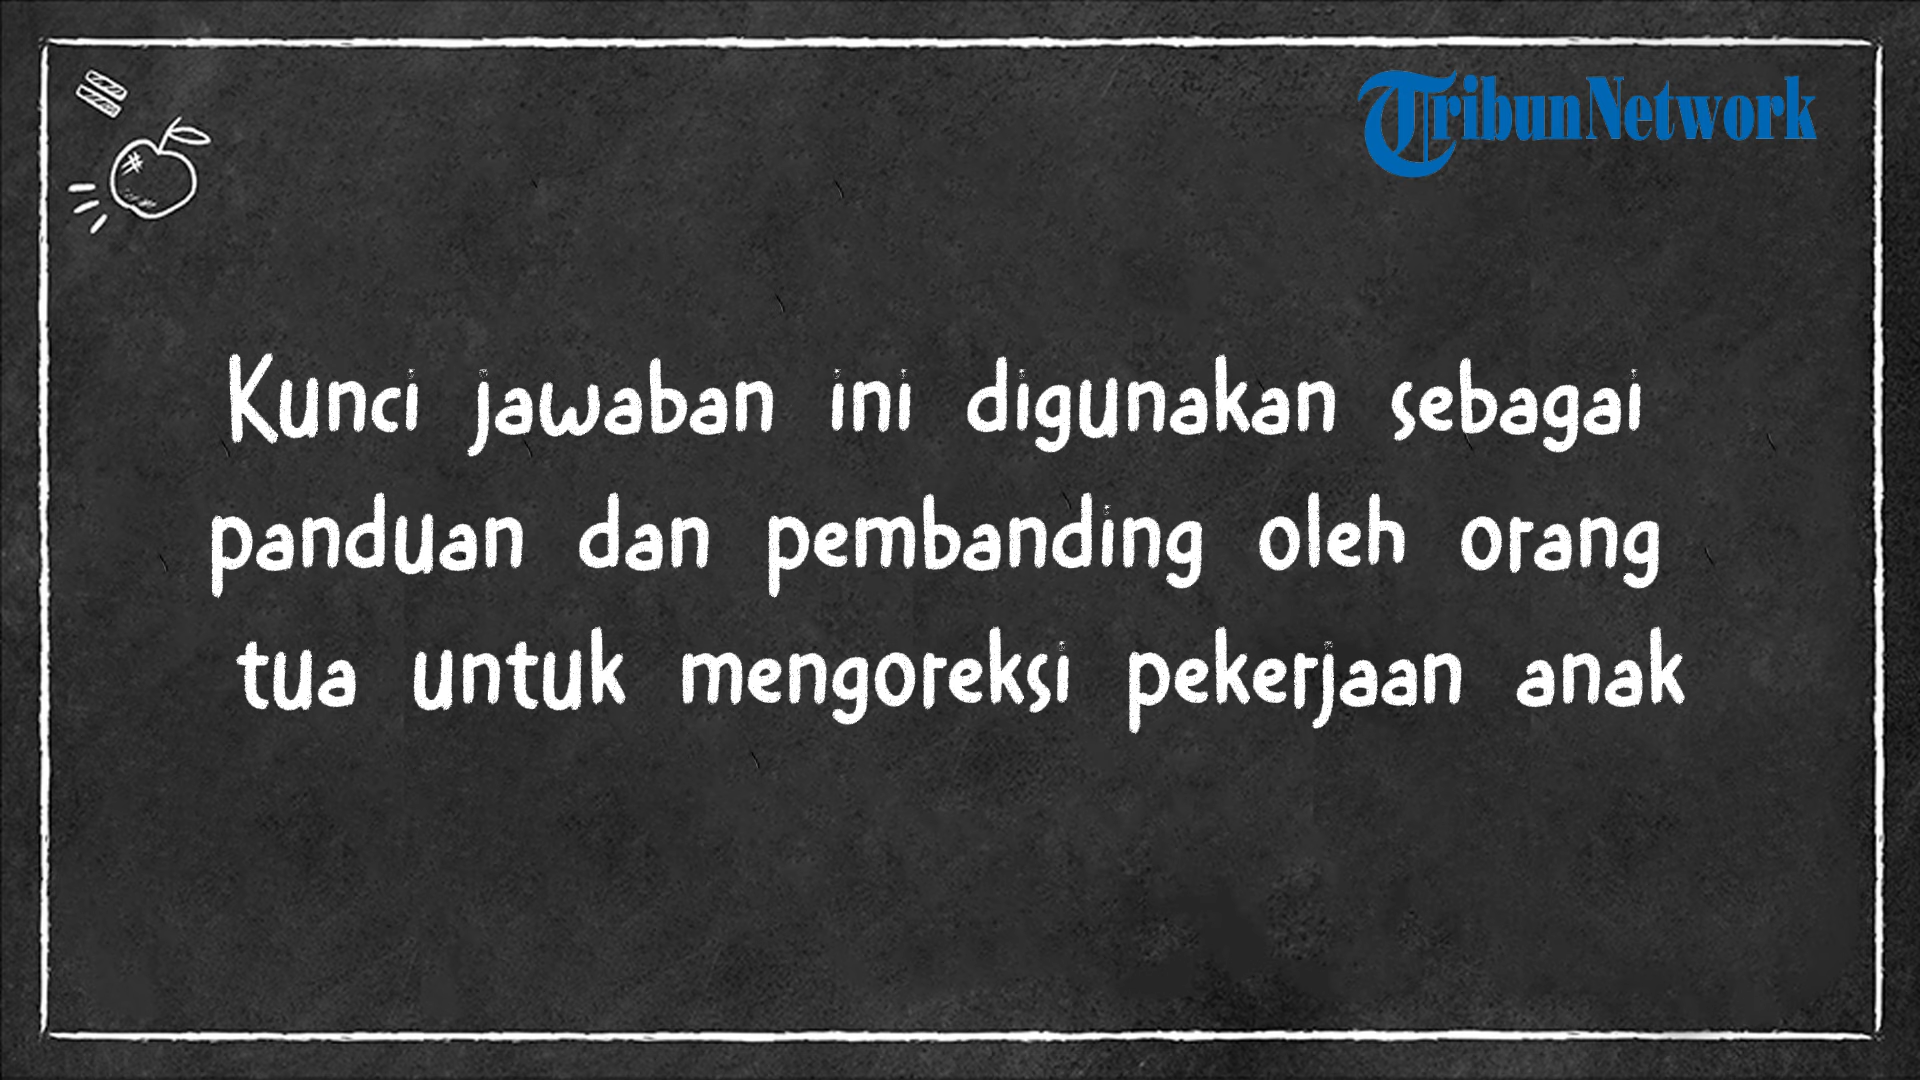 TribunNetwork
Kunci jawaban ini digunakan sebagai
panduan dan pembanding oleh orang
tua untuk mengoreksi pekerjaan anak